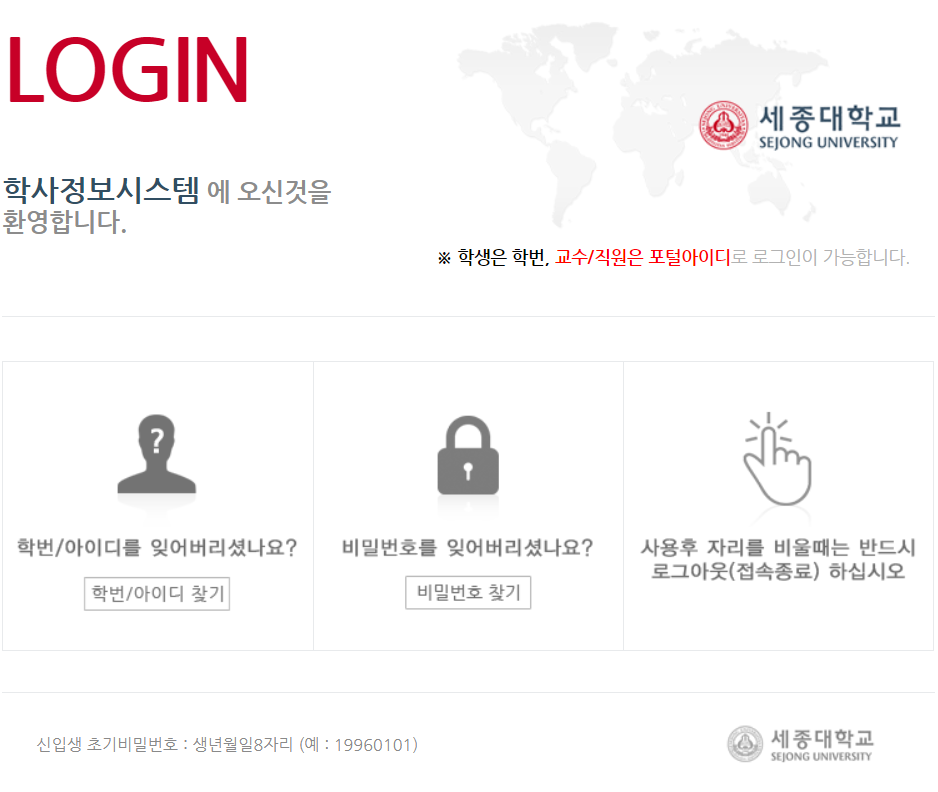 LOGIN
세종대학교
SEJONG UNIVERSITY
학사정보시스템 에 오신것을
환영합니다.
※ 학생은 학번, 교수/직원은 포털아이디로 로그인이 가능합니다.
?
학번/아이디를 잊어버리셨나요?
학번/아이디 찾기
비밀번호를 잊어버리셨나요?
비밀번호 찾기
사용후 자리를 비울때는 반드시
로그아웃(접속종료) 하십시오
신입생 초기비밀번호 : 생년월일8자리 (예 : 19960101)
세종대학교
SEJONG UNIVERSITY